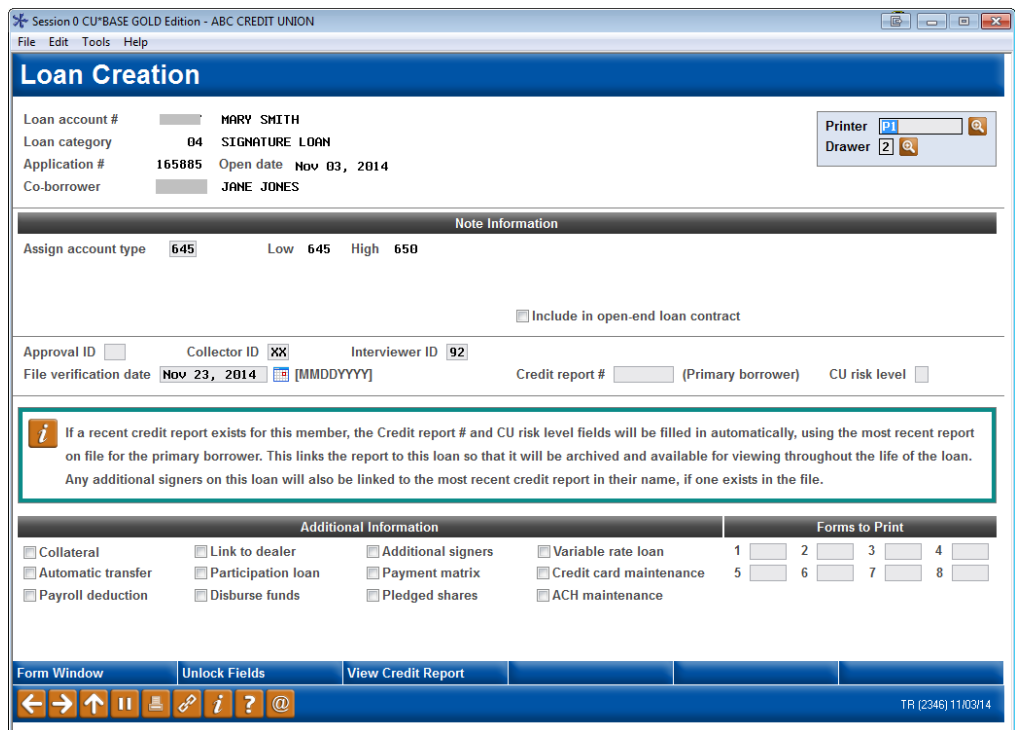 Session 0 CU*BASE GOLD Edition - ABC CREDIT UNION
File Edit Tools Help
Loan Creation
Loan account # MARY SMITH
Loan category 04 SIGNATURE LOAN
Application # 165885 Open date Nov 03, 2014
Co-borrower JANE JONES
Printer P1
Drawer 2
Note Information
Assign account type 645 Low 645 High 650
Include in open-end loan contract
Approval ID Collector ID XX Interviewer ID 92
File verification date Nov 23, 2014 [MMDDYYYY] Credit report # (Primary borrower) CU risk level
i If a recent credit report exists for this member, the Credit report # and CU risk level fields will be filled in automatically, using the most recent report
on file for the primary borrower. This links the report to this loan so that it will be archived and available for viewing throughout the life of the loan.
Any additional signers on this loan will also be linked to the most recent credit report in their name, if one exists in the file.
Additional Information Forms to Print
Collateral Link to dealer Additional signers Variable rate loan 1 2 3 4
Automatic transfer Participation loan Payment matrix Credit card maintenance 5 6 7 8
Payroll deduction Disburse funds Pledged shares ACH maintenance
Form Window Unlock Fields View Credit Report
i ? @ TR (2346) 11/03/14